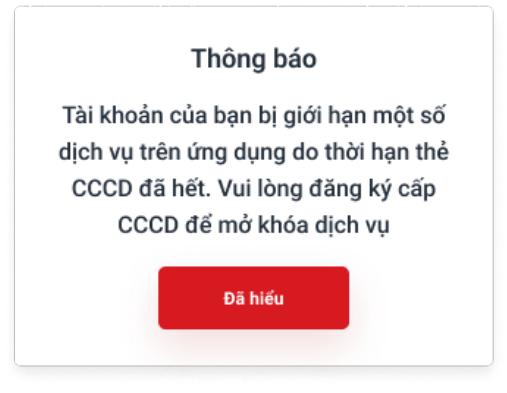 Thông báo
Tài khoản của bạn bị giới hạn một số
dịch vụ trên ứng dụng do thời hạn thẻ
CCCD đã hết. Vui lòng đăng ký cấp
CCCD để mở khóa dịch vụ
Đã hiểu